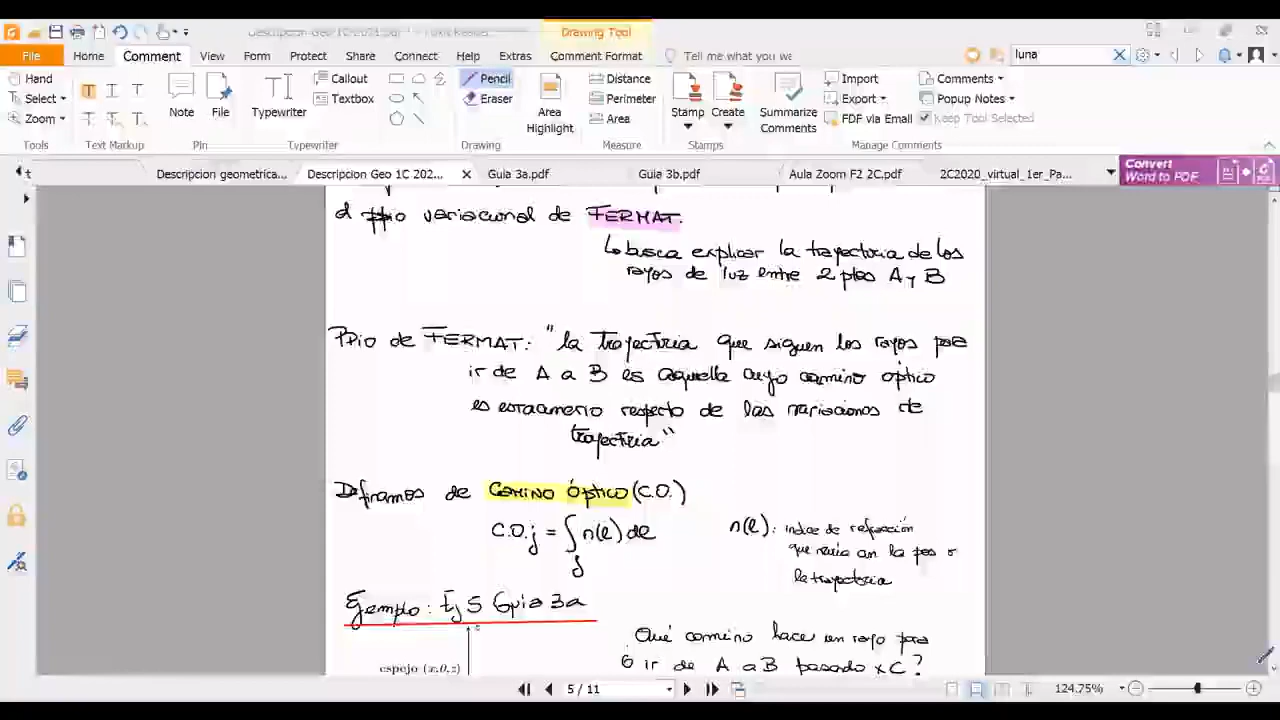 Drawing Tool
File Home Comment View Form Protect Share Connect Help Extras Comment Format Tell me what you wa luna
Hand Select Zoom Tools
Text Markup
Note File Pin
Typewriter Callout Textbox Typewriter
Pencil Eraser Drawing
Area Highlight Distance Perimeter Area Measure
Stamp Create Stamps
Summarize Comments Import Export FDF via Email Comments Popup Notes Keep Tool Selected Manage Comments
t Descripcion geometrica... Descripcion Geo 1C 202... Guia 3a.pdf Guia 3b.pdf Aula Zoom F2 2C.pdf 2C2020_virtual_1er_Pa... Convert Word to PDF
el ppio variacional de FERMAT.
Lo busca explicar la trayectoria de los
rayos de luz entre 2 ptos A y B
PPio de FERMAT: "la trayectoria que siguen los rayos para
ir de A a B es aquella cuyo camino óptico
es estacionario respecto de las variaciones de
trayectoria"
Definamos de CAMINO ÓPTICO (C.O.)
C.O.j = ∫j n(l) dl
n(l): indice de refracción
que varia con la pos o
la trayectoria
Ejemplo: Ej 5 Guia 3a
Qué camino hace un rayo para
espejo (x,0,z)
ir de A a B pasando x C?
5 / 11 124.75%